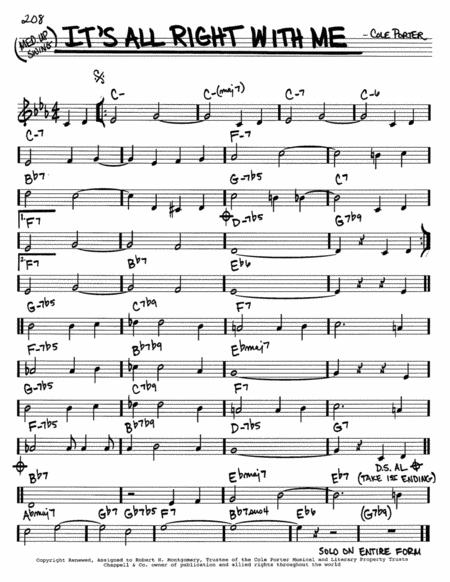 208
(MED. UP SWING) IT'S ALL RIGHT WITH ME - COLE PORTER
C- C-(maj7) C-7 C-6
C-7 F-7
Bb7 G-7b5 C7
1. F7 D-7b5 G7b9
2. F7 Bb7 Eb6 F7
G-7b5 C7b9 F7
F-7b5 Bb7b9 Ebmaj7
G-7b5 C7b9 F7
F-7b5 Bb7b9 D-7b5 G7
D.S. AL
Bb7 Ebmaj7 Eb7 (TAKE 1ST ENDING)
Abmaj7 Gb7 Gb7b5 F7 Bb7sus4 Eb6 (G7b9)
SOLO ON ENTIRE FORM
Copyright Renewed, Assigned to Robert H. Montgomery, Trustee of the Cole Porter Musical and Literary Property Trusts
Chappell & Co. owner of publication and allied rights throughout the world